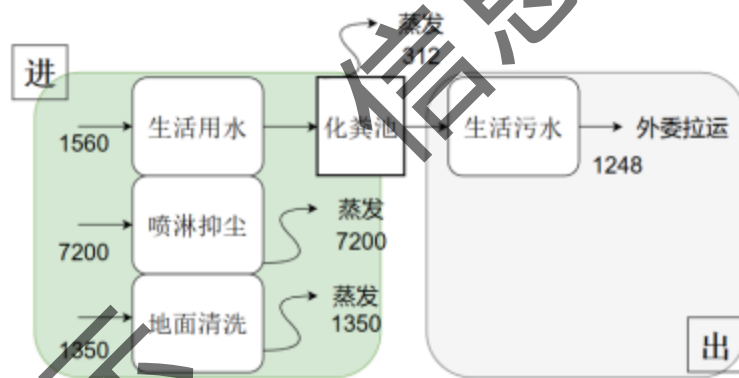 蒸发
312
进
1560
生活用水
化粪池
生活污水
外委拉运
1248
7200
喷淋抑尘
蒸发
7200
1350
地面清洗
蒸发
1350
出
信息